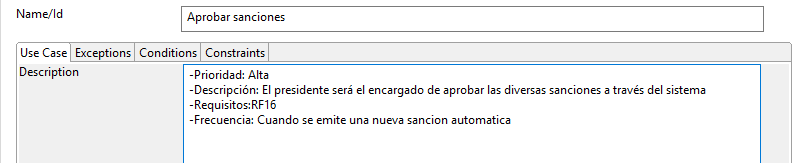 Name/Id
Aprobar sanciones
Use Case Exceptions Conditions Constraints
Description
-Prioridad: Alta
-Descripción: El presidente será el encargado de aprobar las diversas sanciones a través del sistema
-Requisitos:RF16
-Frecuencia: Cuando se emite una nueva sancion automatica